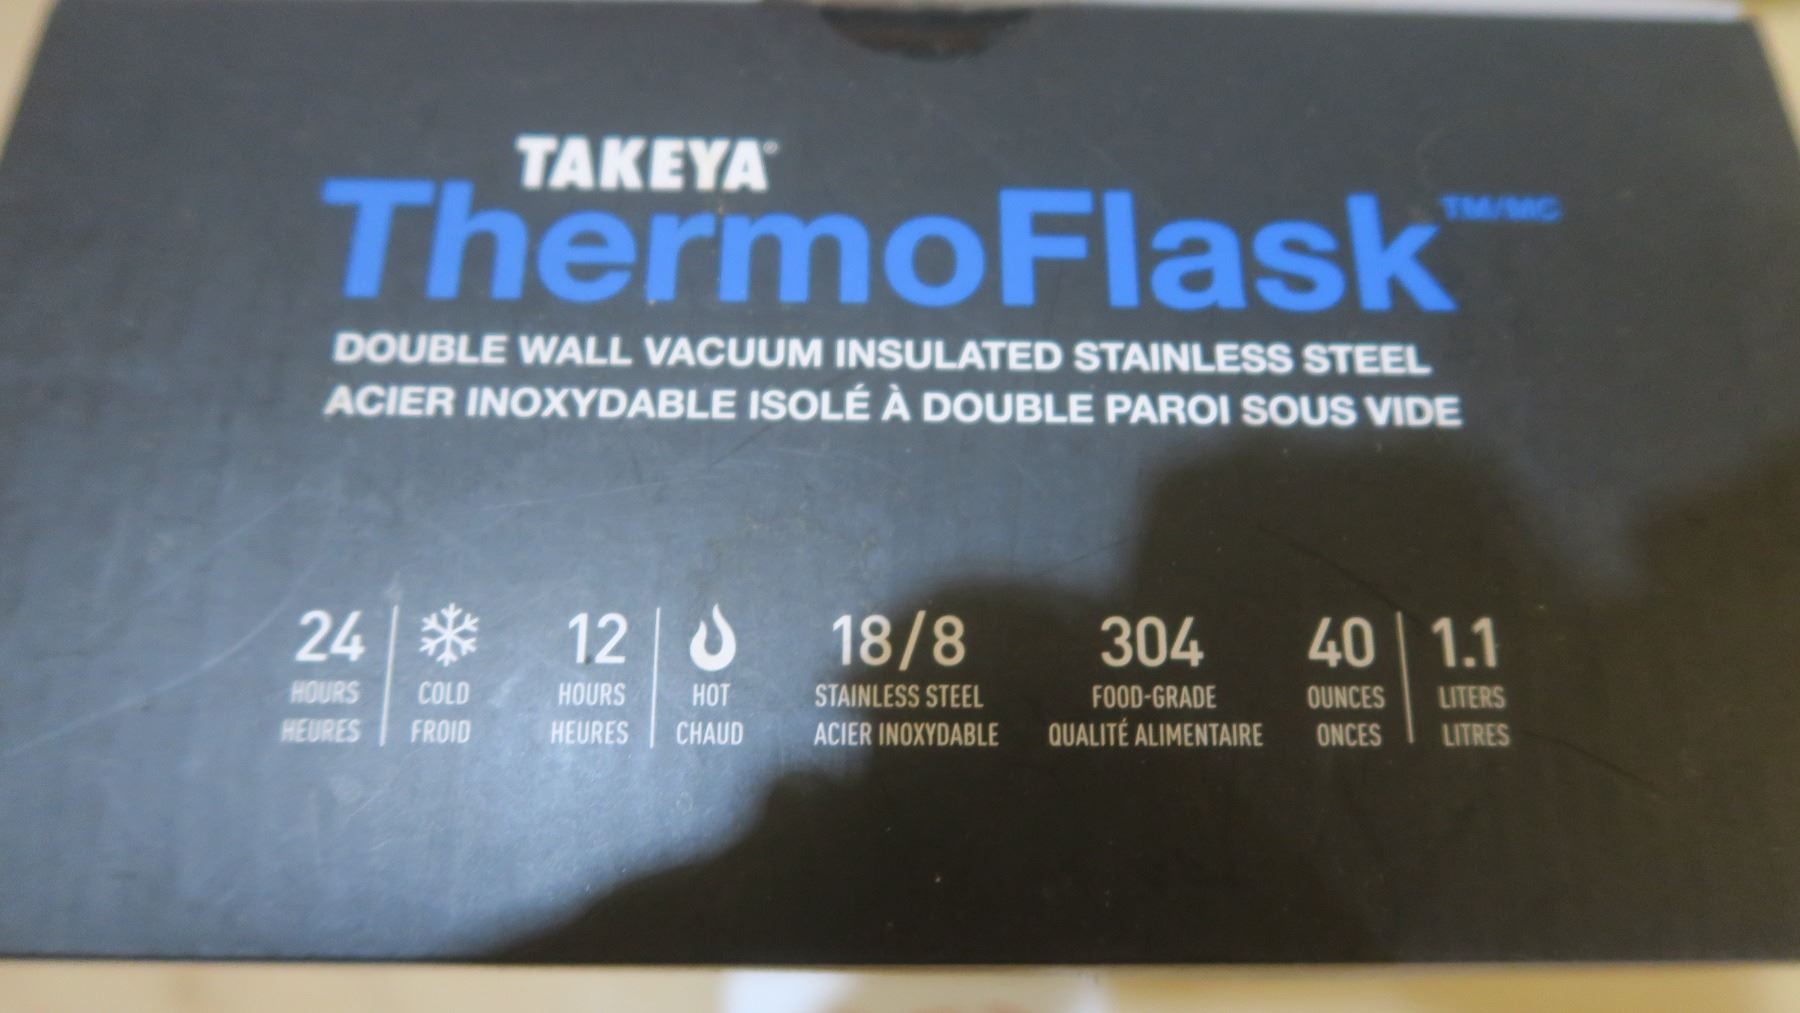 TAKEYA®
ThermoFlask™/MC
DOUBLE WALL VACUUM INSULATED STAINLESS STEEL
ACIER INOXYDABLE ISOLÉ À DOUBLE PAROI SOUS VIDE
24 12 18/8 304 40 1.1
HOURS COLD HOURS HOT STAINLESS STEEL FOOD-GRADE OUNCES LITERS
HEURES FROID HEURES CHAUD ACIER INOXYDABLE QUALITÉ ALIMENTAIRE ONCES LITRES